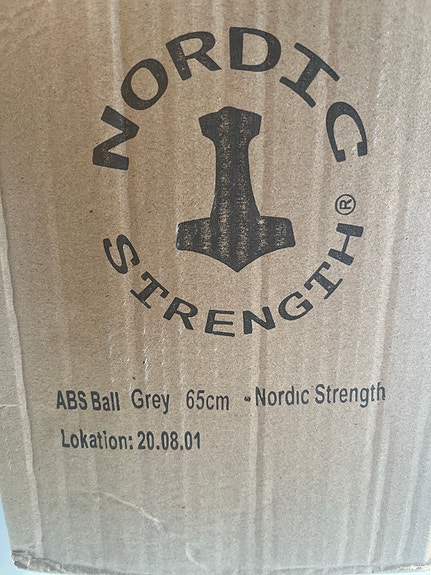 NORDIC
STRENGTH®
ABS Ball Grey 65cm - Nordic Strength
Lokation: 20.08.01